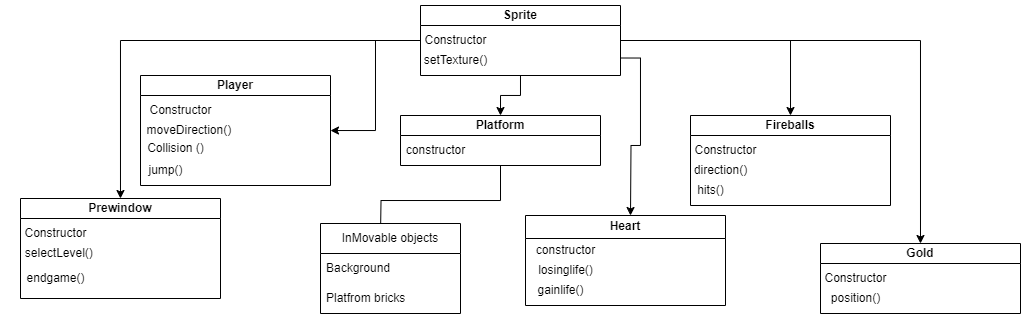 Sprite
Constructor
setTexture()
Player
Constructor
moveDirection()
Collision ()
jump()
Platform
constructor
Fireballs
Constructor
direction()
hits()
Prewindow
Constructor
selectLevel()
endgame()
InMovable objects
Background
Platfrom bricks
Heart
constructor
losinglife()
gainlife()
Gold
Constructor
position()